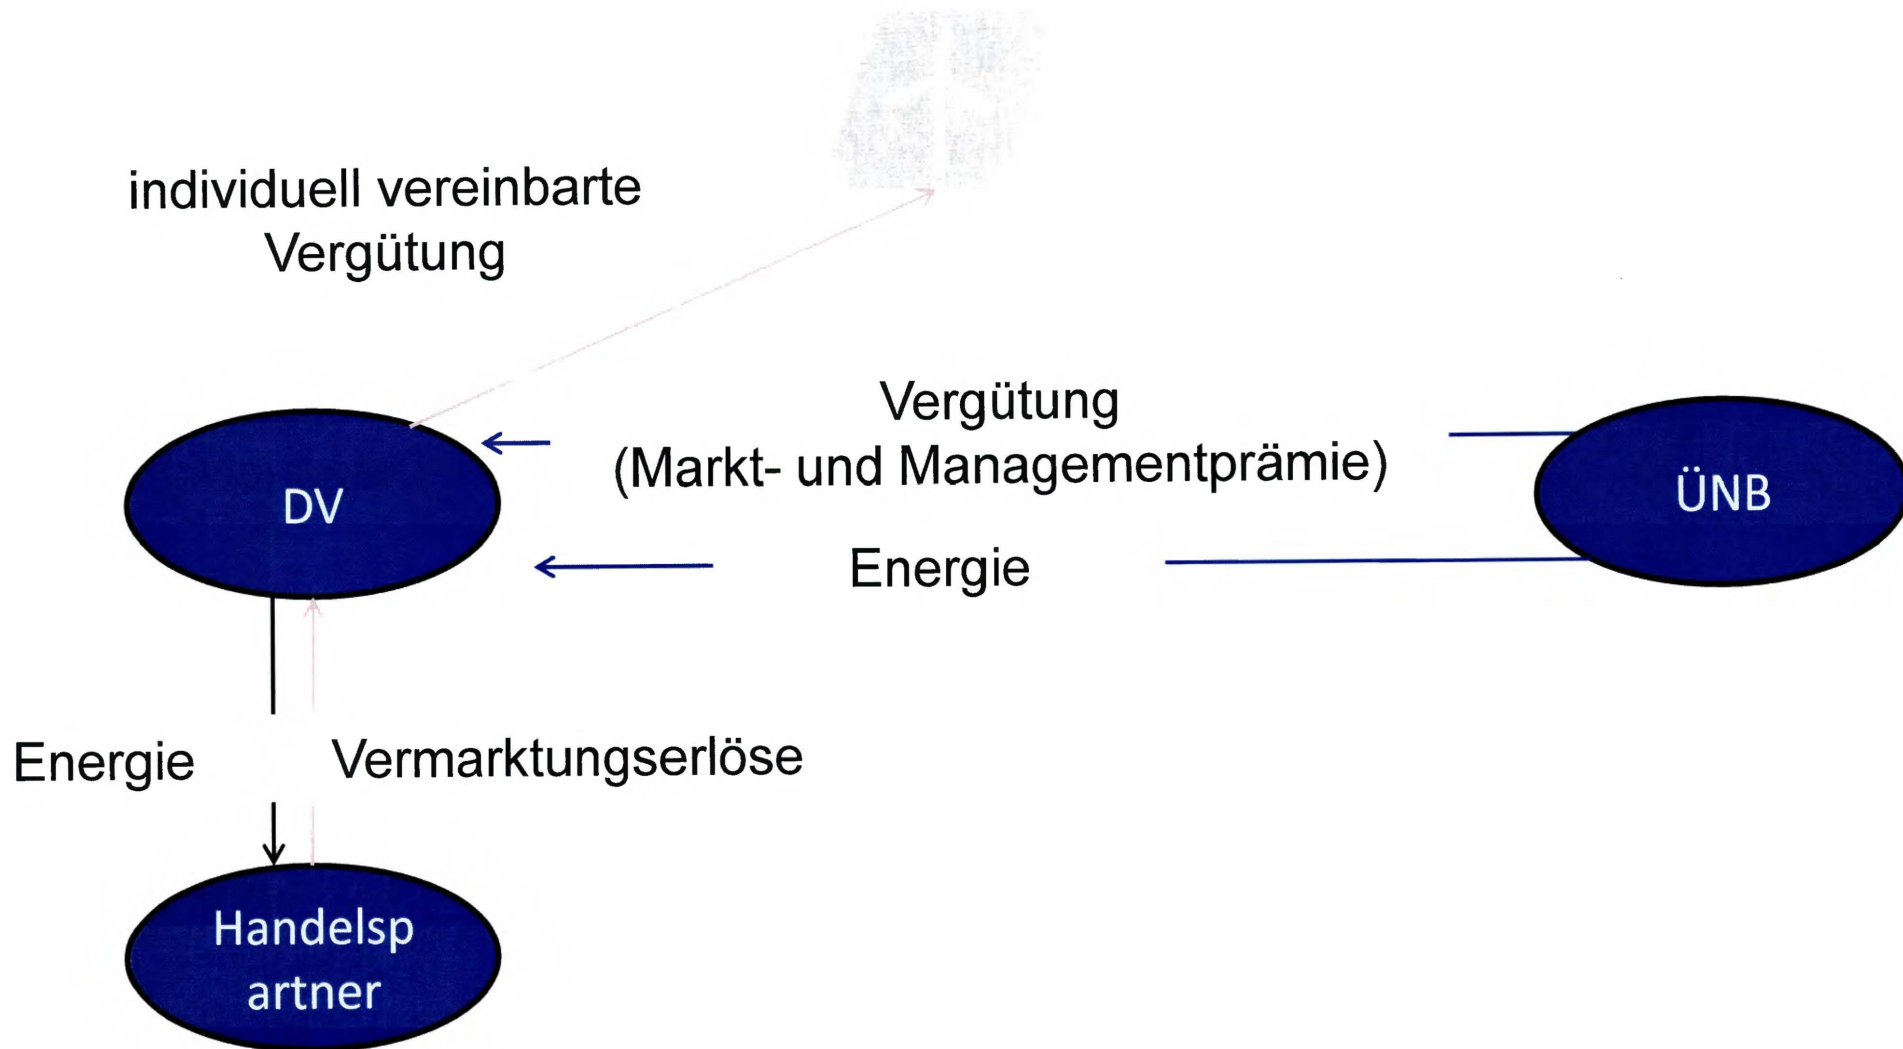 individuell vereinbarte
Vergütung
Vergütung
(Markt- und Managementprämie)
DV
ÜNB
Energie
Energie
Vermarktungserlöse
Handelsp
artner